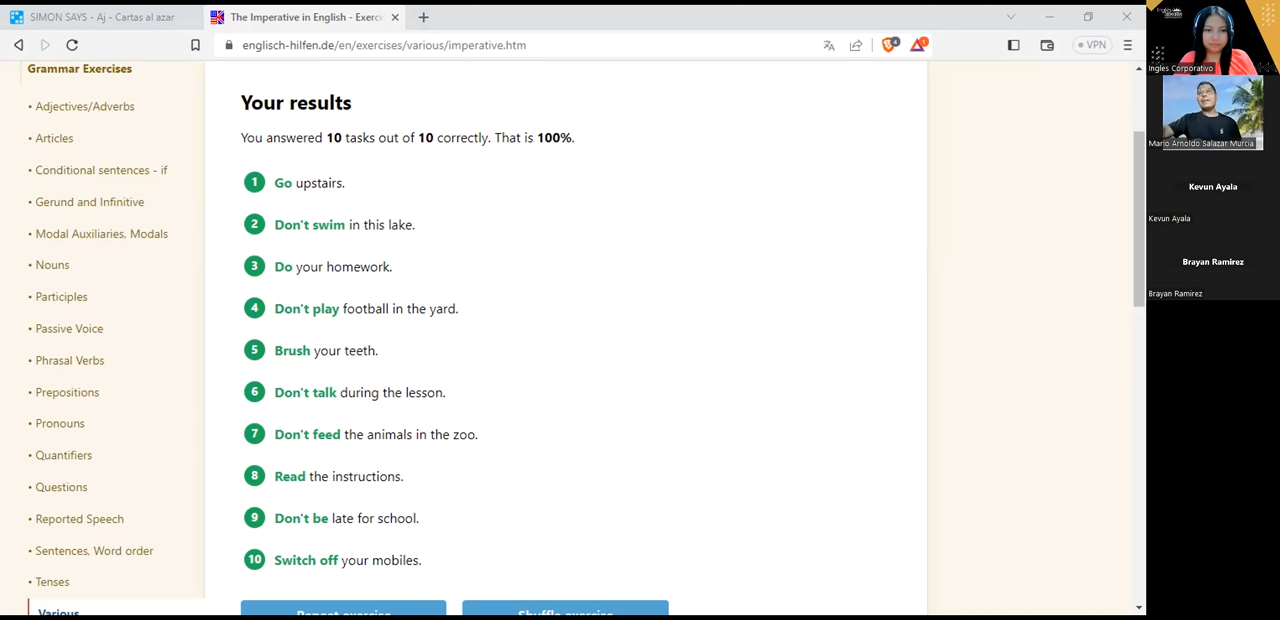 SIMON SAYS - Aj - Cartas al azar
The Imperative in English - Exerci
englisch-hilfen.de/en/exercises/various/imperative.htm
VPN
Grammar Exercises
• Adjectives/Adverbs
• Articles
• Conditional sentences - if
• Gerund and Infinitive
• Modal Auxiliaries, Modals
• Nouns
• Participles
• Passive Voice
• Phrasal Verbs
• Prepositions
• Pronouns
• Quantifiers
• Questions
• Reported Speech
• Sentences, Word order
• Tenses
Various
Your results
You answered 10 tasks out of 10 correctly. That is 100%.
1 Go upstairs.
2 Don't swim in this lake.
3 Do your homework.
4 Don't play football in the yard.
5 Brush your teeth.
6 Don't talk during the lesson.
7 Don't feed the animals in the zoo.
8 Read the instructions.
9 Don't be late for school.
10 Switch off your mobiles.
Repeat exercise
Shuffle exercise
Ingles Corporativo
Mario Arnoldo Salazar Murcia
Kevun Ayala
Kevun Ayala
Brayan Ramirez
Brayan Ramirez